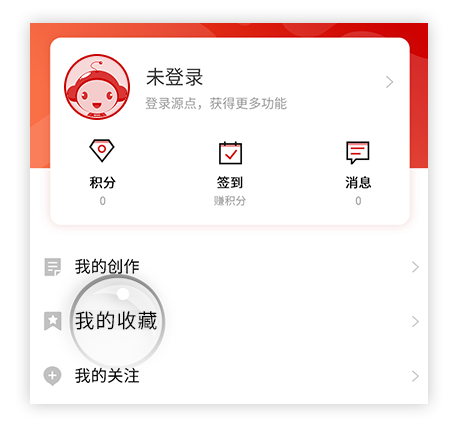 未登录
登录源点，获得更多功能
积分 签到 消息
0 赚积分 0
我的创作
我的收藏
我的关注